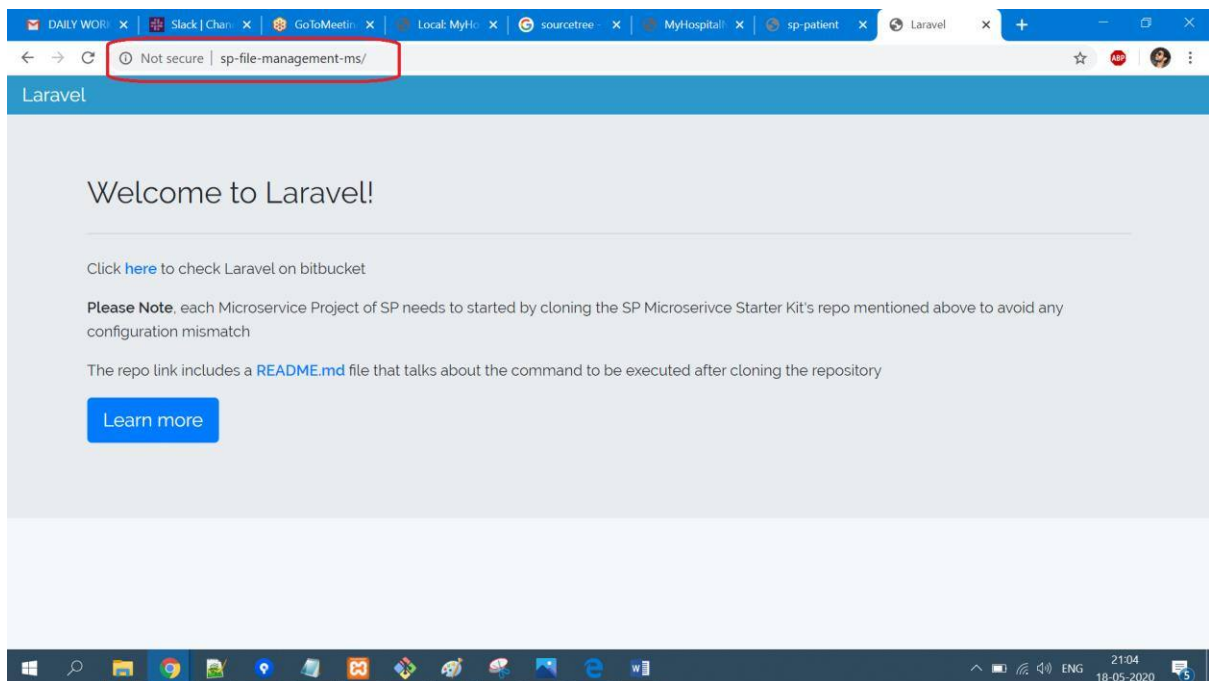 DAILY WOR
Slack | Chan
GoToMeetin
Local: MyHo
sourcetree -
MyHospitall
sp-patient
Laravel
Not secure | sp-file-management-ms/
ABP
Laravel
Welcome to Laravel!
Click here to check Laravel on bitbucket
Please Note, each Microservice Project of SP needs to started by cloning the SP Microserivce Starter Kit's repo mentioned above to avoid any
configuration mismatch
The repo link includes a README.md file that talks about the command to be executed after cloning the repository
Learn more
ENG
21:04
18-05-2020
5